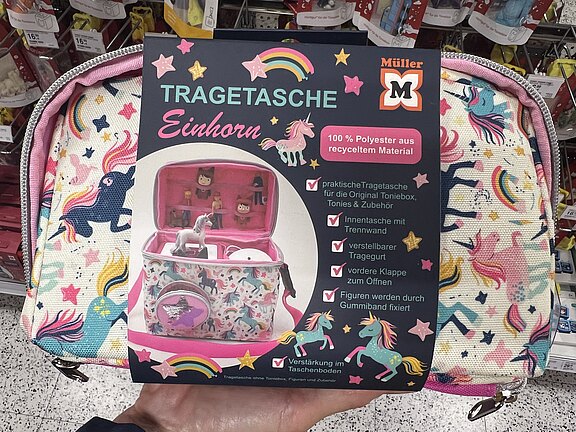 TRAGETASCHE
Einhorn
Müller
M
100 % Polyester aus
recyceltem Material
praktische Tragetasche
für die Original Toniebox,
Tonies & Zubehör
Innentasche mit
Trennwand
verstellbarer
Tragegurt
vordere Klappe
zum Öffnen
Figuren werden durch
Gummiband fixiert
Verstärkung im
Taschenboden
Tragetasche ohne Toniebox, Figuren und Zubehör